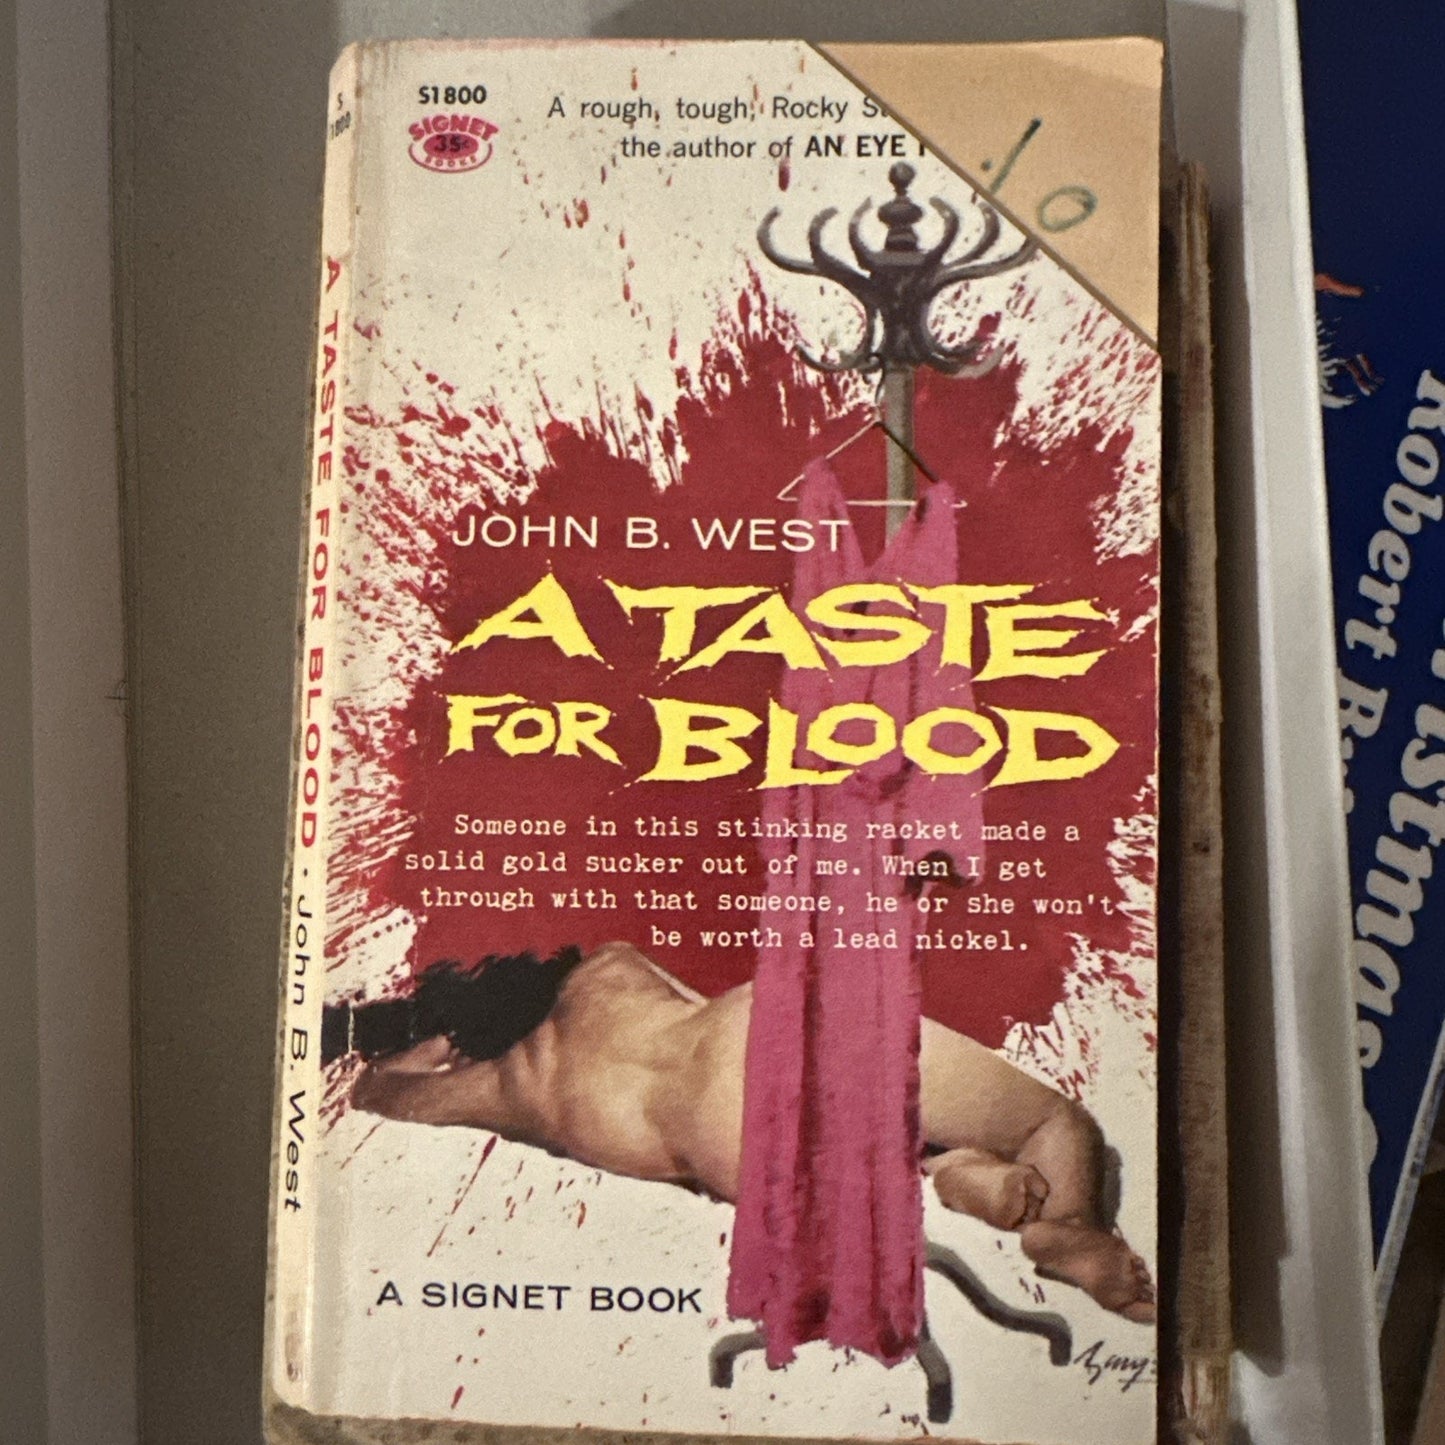 S1800
SIGNET
35¢
BOOKS
A rough, tough, Rocky
the author of AN EYE
.10
JOHN B. WEST
A TASTE
FOR BLOOD
Someone in this stinking racket made a
solid gold sucker out of me. When I get
through with that someone, he or she won't
be worth a lead nickel.
A SIGNET BOOK
S
1800
A TASTE FOR BLOOD · John B. West
Robert